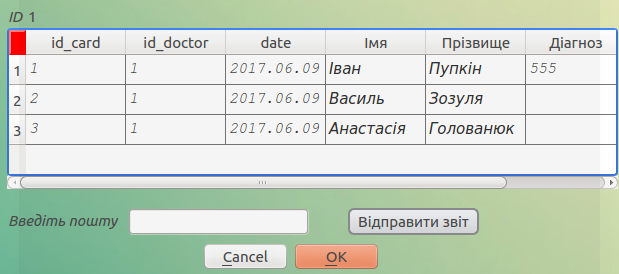 ID 1
id_card id_doctor date Імя Прізвище Діагноз
1 1 1 2017.06.09 Іван Пупкін 555
2 2 1 2017.06.09 Василь Зозуля
3 3 1 2017.06.09 Анастасія Голованюк
Введіть пошту Відправити звіт
Cancel OK